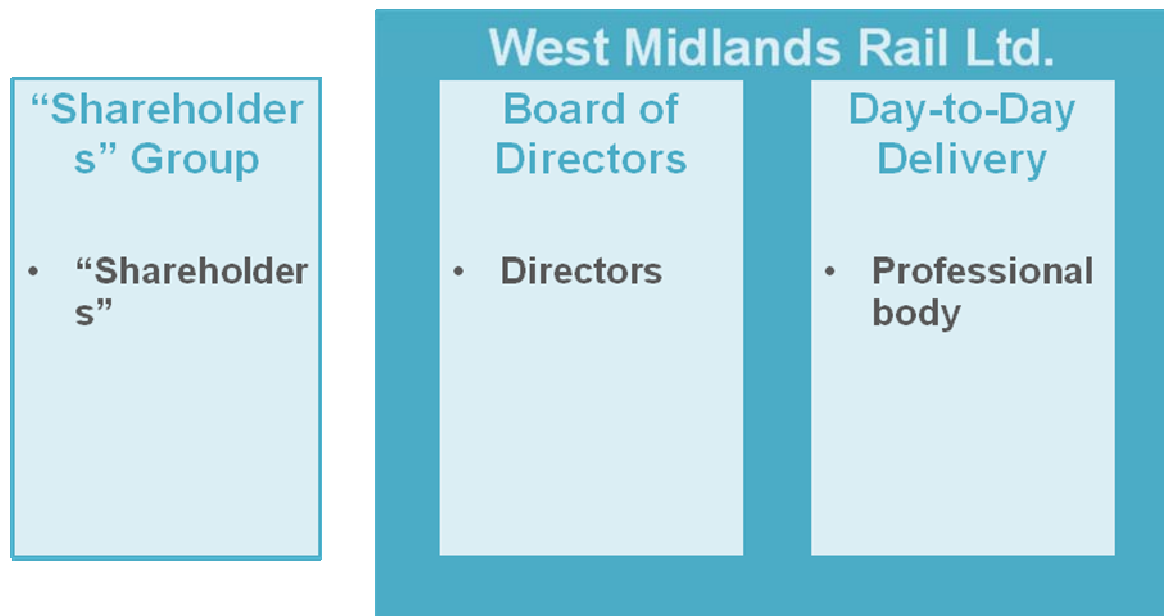 West Midlands Rail Ltd.
“Shareholder
s” Group
• “Shareholder
s”
Board of
Directors
• Directors
Day-to-Day
Delivery
• Professional
body